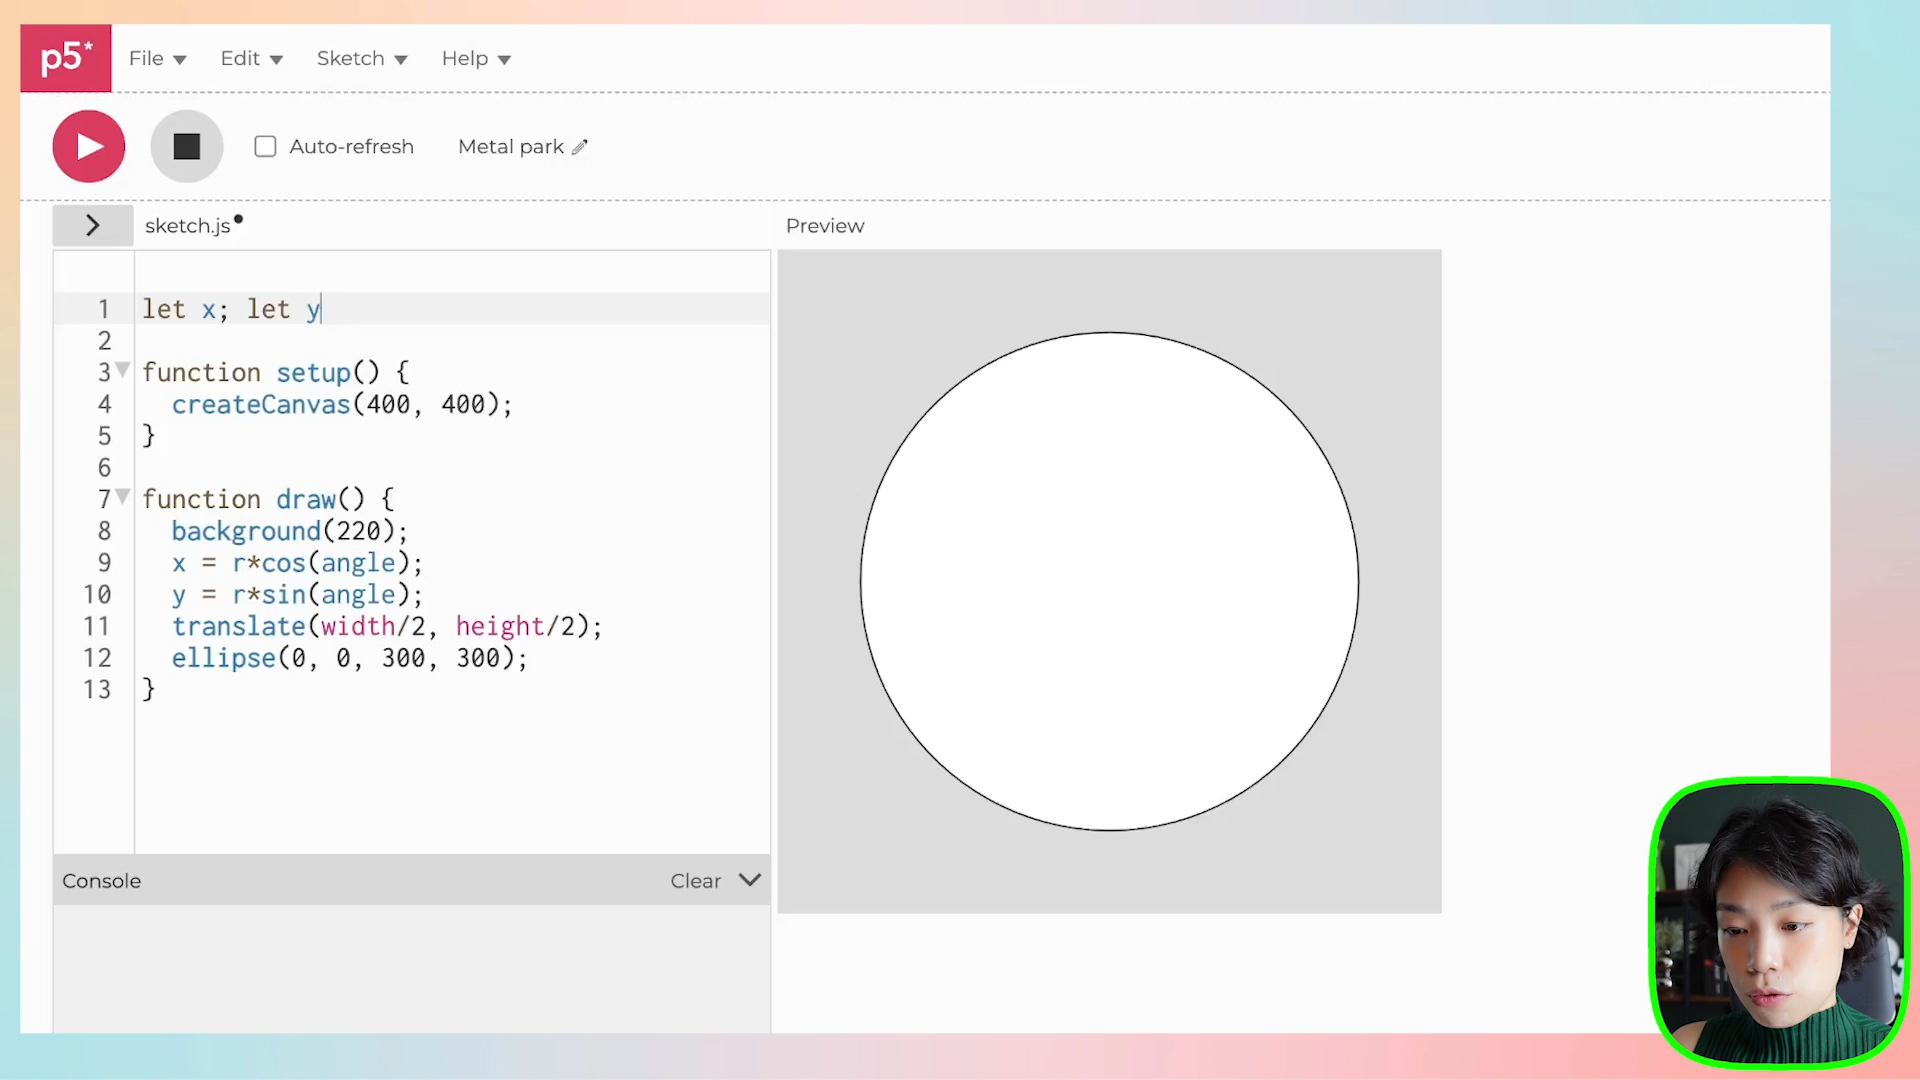 p5* File Edit Sketch Help
Auto-refresh Metal park
> sketch.js Preview
1 let x; let y
2
3 function setup() {
4 createCanvas(400, 400);
5 }
6
7 function draw() {
8 background(220);
9 x = r*cos(angle);
10 y = r*sin(angle);
11 translate(width/2, height/2);
12 ellipse(0, 0, 300, 300);
13 }
Console Clear